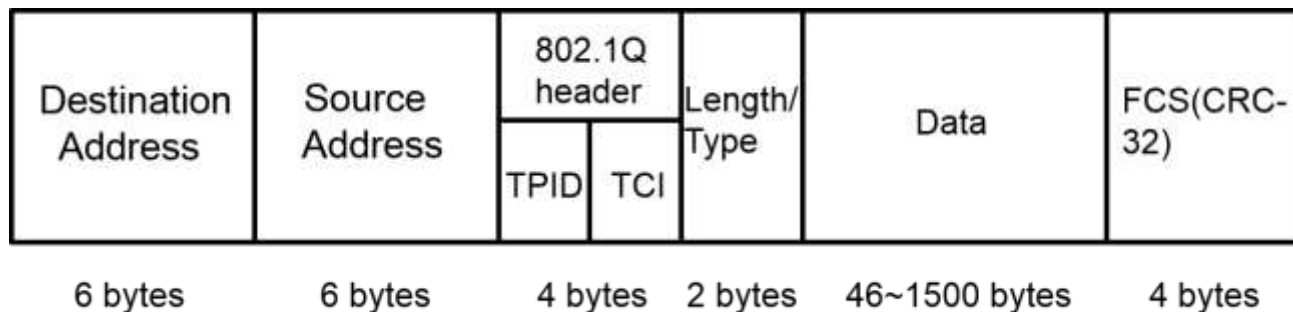 Destination
Address
Source
Address
802.1Q
header
TPID
TCI
Length/
Type
Data
FCS(CRC-
32)
6 bytes
6 bytes
4 bytes
2 bytes
46~1500 bytes
4 bytes